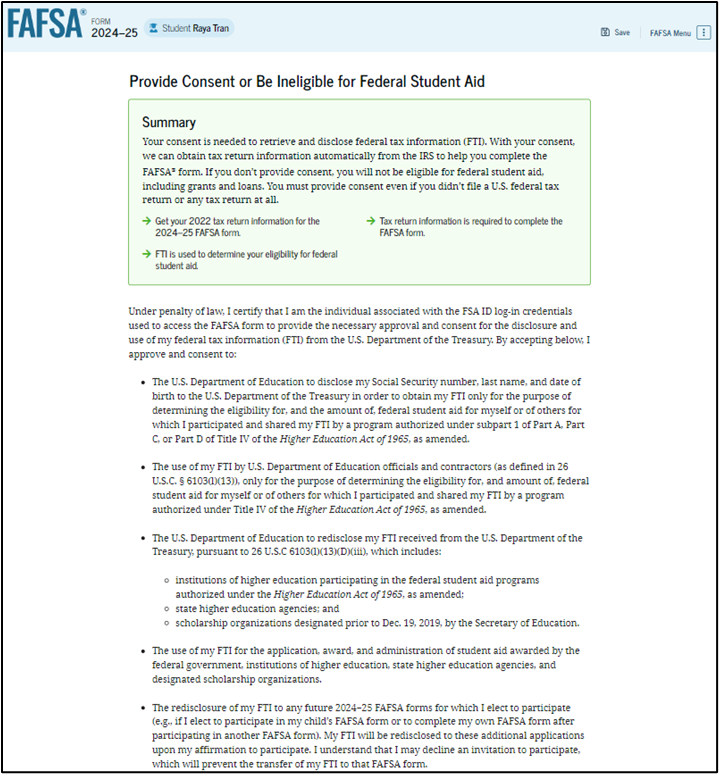 FAFSA® FORM
2024–25 Student Raya Tran
Save FAFSA Menu
Provide Consent or Be Ineligible for Federal Student Aid
Summary
Your consent is needed to retrieve and disclose federal tax information (FTI). With your consent,
we can obtain tax return information automatically from the IRS to help you complete the
FAFSA® form. If you don't provide consent, you will not be eligible for federal student aid,
including grants and loans. You must provide consent even if you didn't file a U.S. federal tax
return or any tax return at all.
Get your 2022 tax return information for the
2024–25 FAFSA form.
Tax return information is required to complete the
FAFSA form.
FTI is used to determine your eligibility for federal
student aid.
Under penalty of law, I certify that I am the individual associated with the FSA ID log-in credentials
used to access the FAFSA form to provide the necessary approval and consent for the disclosure and
use of my federal tax information (FTI) from the U.S. Department of the Treasury. By accepting below, I
approve and consent to:
• The U.S. Department of Education to disclose my Social Security number, last name, and date of
birth to the U.S. Department of the Treasury in order to obtain my FTI only for the purpose of
determining the eligibility for, and the amount of, federal student aid for myself or of others for
which I participated and shared my FTI by a program authorized under subpart 1 of Part A, Part
C, or Part D of Title IV of the Higher Education Act of 1965, as amended.
• The use of my FTI by U.S. Department of Education officials and contractors (as defined in 26
U.S.C. § 6103(l)(13)), only for the purpose of determining the eligibility for, and amount of, federal
student aid for myself or of others for which I participated and shared my FTI by a program
authorized under Title IV of the Higher Education Act of 1965, as amended.
• The U.S. Department of Education to redisclose my FTI received from the U.S. Department of the
Treasury, pursuant to 26 U.S.C 6103(l)(13)(D)(iii), which includes:
◦ institutions of higher education participating in the federal student aid programs
authorized under the Higher Education Act of 1965, as amended;
◦ state higher education agencies; and
◦ scholarship organizations designated prior to Dec. 19, 2019, by the Secretary of Education.
• The use of my FTI for the application, award, and administration of student aid awarded by the
federal government, institutions of higher education, state higher education agencies, and
designated scholarship organizations.
• The redisclosure of my FTI to any future 2024–25 FAFSA forms for which I elect to participate
(e.g., if I elect to participate in my child's FAFSA form or to complete my own FAFSA form after
participating in another FAFSA form). My FTI will be redisclosed to these additional applications
upon my affirmation to participate. I understand that I may decline an invitation to participate,
which will prevent the transfer of my FTI to that FAFSA form.